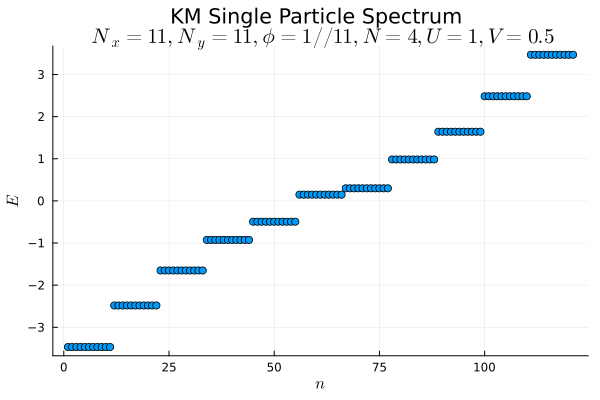 KM Single Particle Spectrum
N_x = 11, N_y = 11, ϕ = 1//11, N = 4, U = 1, V = 0.5
E
3
2
1
0
−1
−2
−3
0 25 50 75 100
n